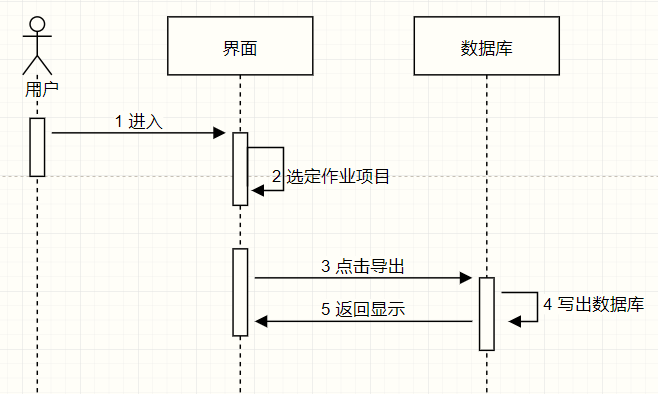 用户
界面
数据库
1 进入
2 选定作业项目
3 点击导出
4 写出数据库
5 返回显示